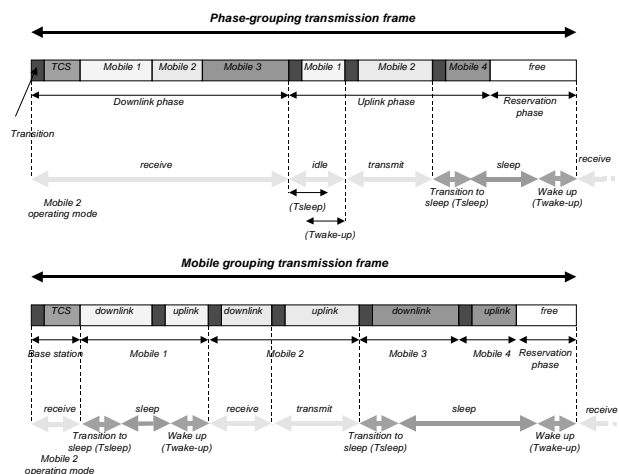 Phase-grouping transmission frame
TCS Mobile 1 Mobile 2 Mobile 3 Mobile 1 Mobile 2 Mobile 4 free
Downlink phase Uplink phase Reservation phase
Transition
receive idle transmit sleep receive
Mobile 2 operating mode
(Tsleep)
(Twake-up)
Transition to sleep (Tsleep)
Wake up (Twake-up)
Mobile grouping transmission frame
TCS downlink uplink downlink uplink downlink uplink free
Base station Mobile 1 Mobile 2 Mobile 3 Mobile 4 Reservation phase
receive sleep receive transmit sleep receive
Transition to sleep (Tsleep)
Wake up (Twake-up)
Transition to sleep (Tsleep)
Wake up (Twake-up)
Mobile 2 operating mode